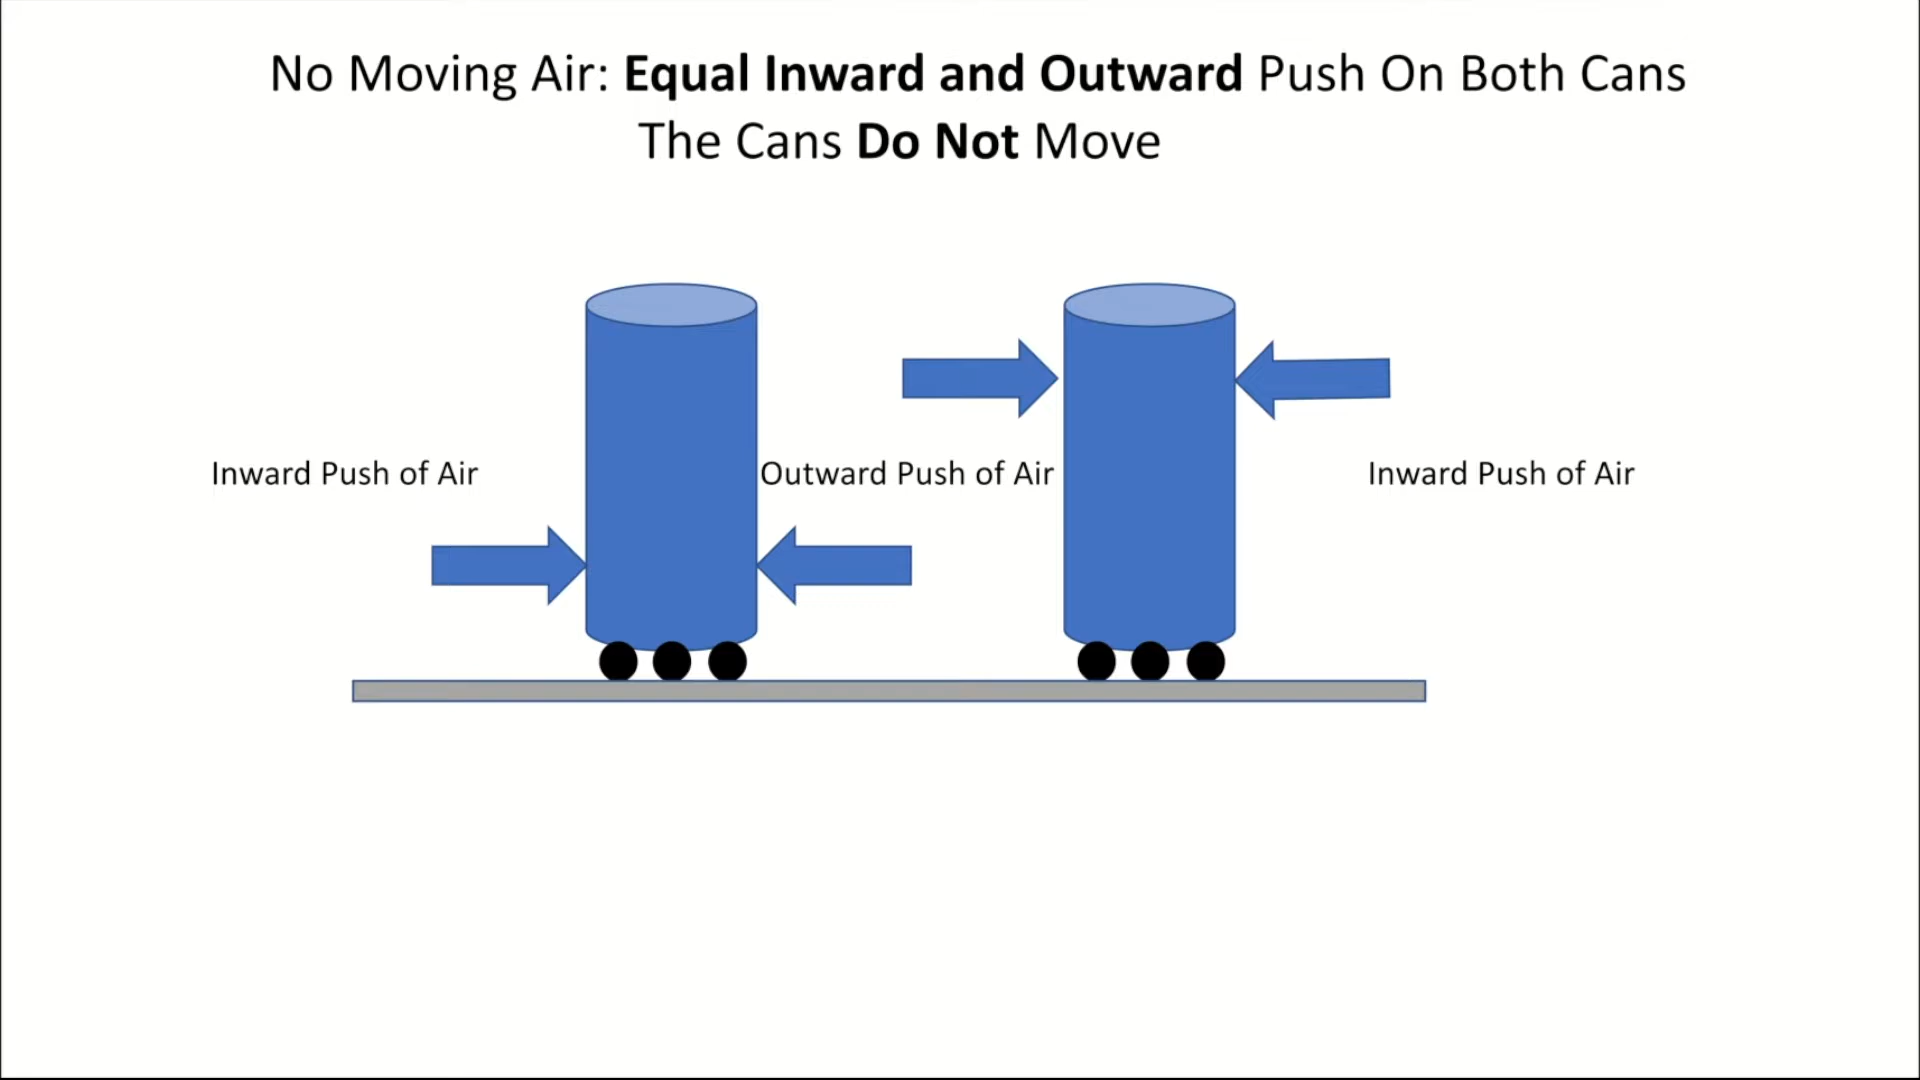 No Moving Air: Equal Inward and Outward Push On Both Cans
The Cans Do Not Move
Inward Push of Air
Outward Push of Air
Inward Push of Air